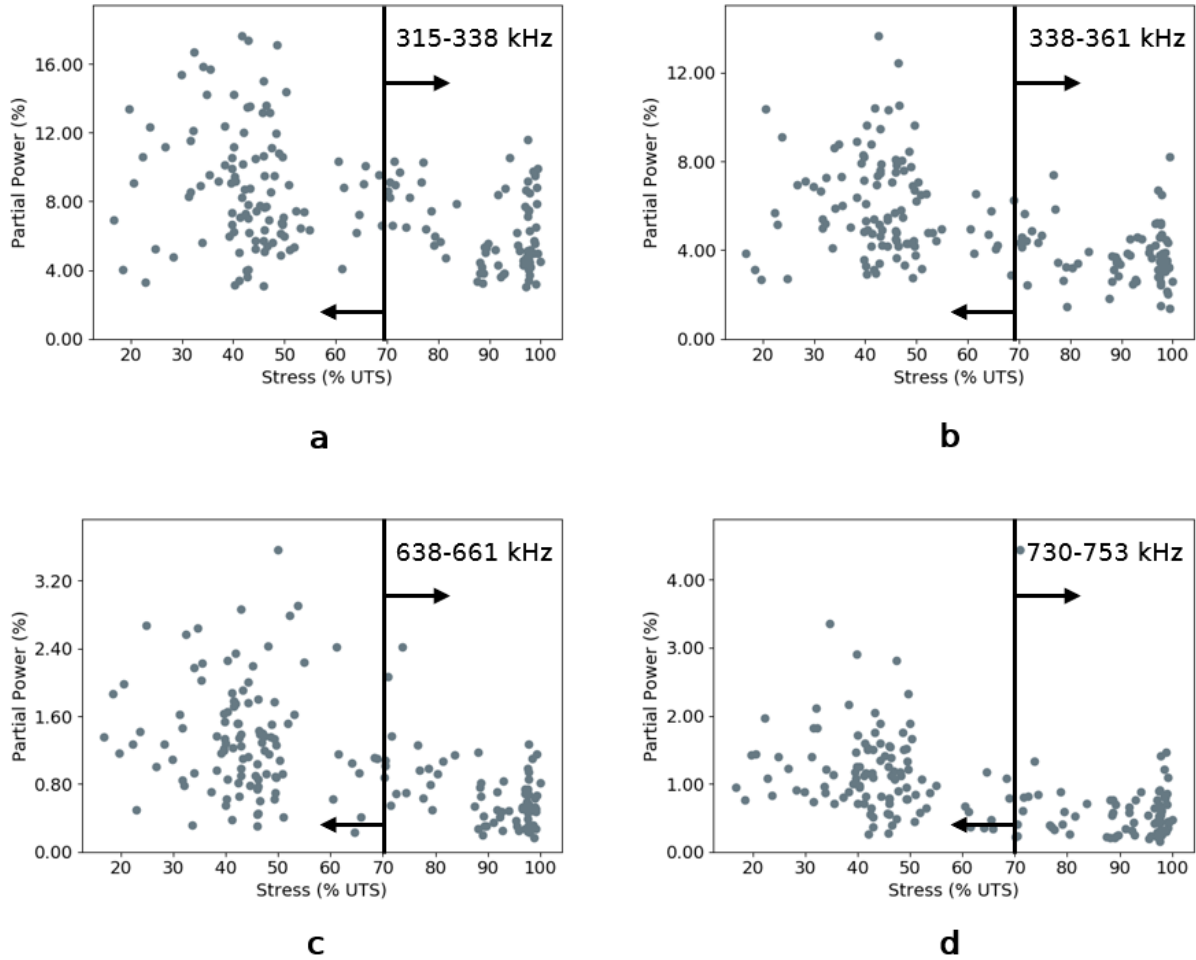 315-338 kHz
16.00
12.00
8.00
4.00
0.00
Partial Power (%)
20 30 40 50 60 70 80 90 100
Stress (% UTS)
a
338-361 kHz
12.00
8.00
4.00
0.00
Partial Power (%)
20 30 40 50 60 70 80 90 100
Stress (% UTS)
b
638-661 kHz
3.20
2.40
1.60
0.80
0.00
Partial Power (%)
20 30 40 50 60 70 80 90 100
Stress (% UTS)
c
730-753 kHz
4.00
3.00
2.00
1.00
0.00
Partial Power (%)
20 30 40 50 60 70 80 90 100
Stress (% UTS)
d